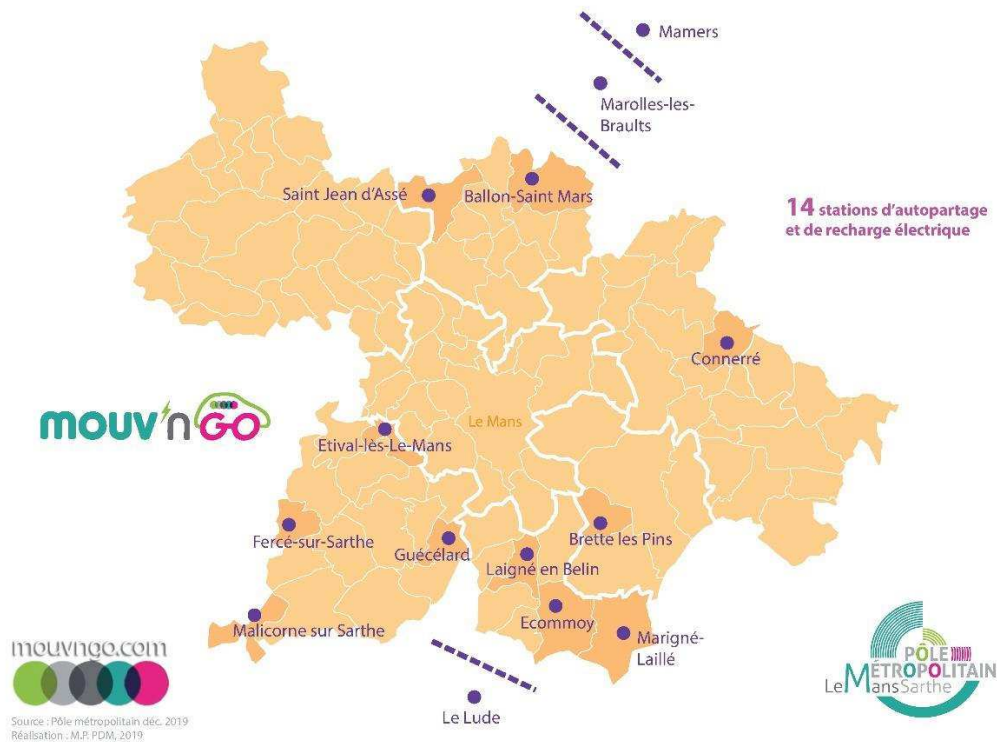 Mamers
Marolles-les-
Braults
Saint Jean d'Assé
Ballon-Saint Mars
14 stations d'autopartage
et de recharge électrique
Connerré
mouv'nGO
Le Mans
Etival-lès-Le-Mans
Fercé-sur-Sarthe
Guécélard
Brette les Pins
Laigné en Belin
Ecommoy
Malicorne sur Sarthe
Marigné-
Laillé
Le Lude
mouvngo.com
Source : Pôle métropolitain déc. 2019
Réalisation : M.P. PDM, 2019
PÔLE
MÉTROPOLITAIN
Le Mans Sarthe